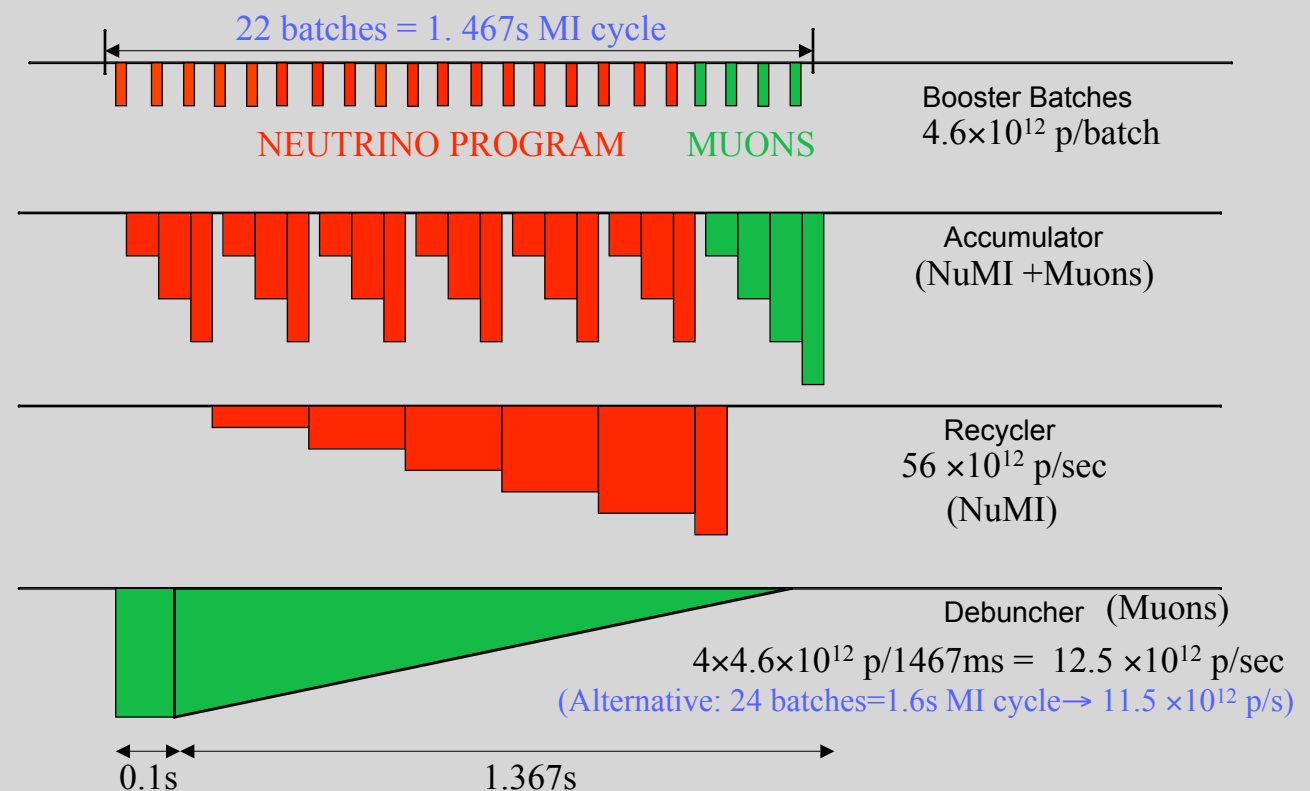 22 batches = 1. 467s MI cycle
Booster Batches
4.6×10¹² p/batch
NEUTRINO PROGRAM
MUONS
Accumulator
(NuMI +Muons)
Recycler
56 ×10¹² p/sec
(NuMI)
Debuncher (Muons)
4×4.6×10¹² p/1467ms = 12.5 ×10¹² p/sec
(Alternative: 24 batches=1.6s MI cycle→ 11.5 ×10¹² p/s)
0.1s
1.367s